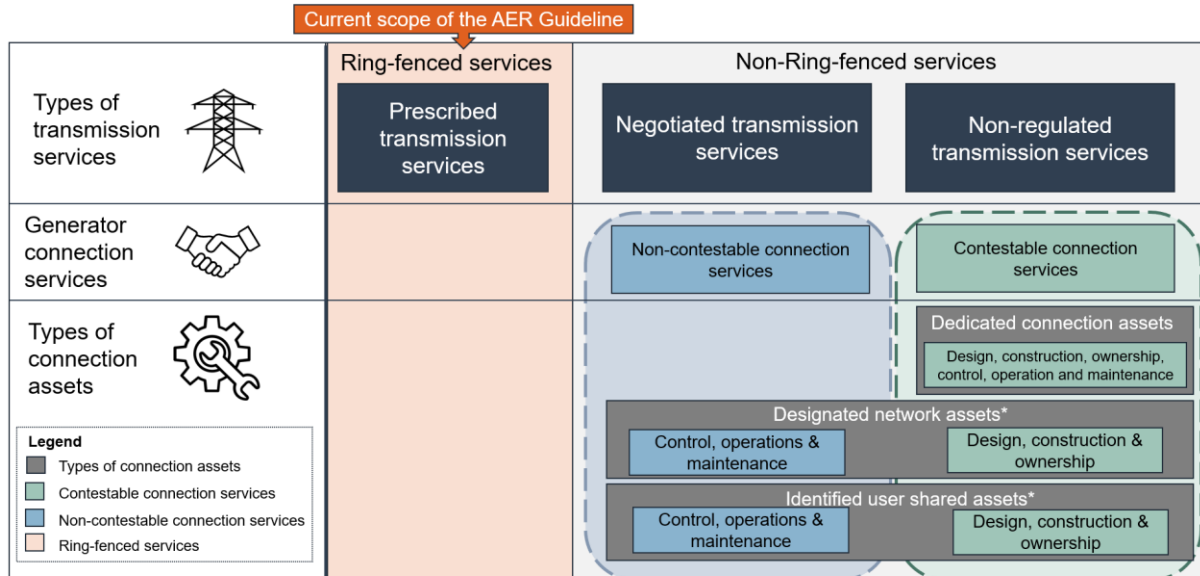 Current scope of the AER Guideline
Ring-fenced services
Non-Ring-fenced services
Types of
transmission
services
Prescribed
transmission
services
Negotiated transmission
services
Non-regulated
transmission services
Generator
connection
services
Non-contestable connection
services
Contestable connection
services
Types of
connection
assets
Dedicated connection assets
Design, construction, ownership,
control, operation and maintenance
Designated network assets*
Control, operations &
maintenance
Design, construction &
ownership
Identified user shared assets*
Control, operations &
maintenance
Design, construction &
ownership
Legend
Types of connection assets
Contestable connection services
Non-contestable connection services
Ring-fenced services